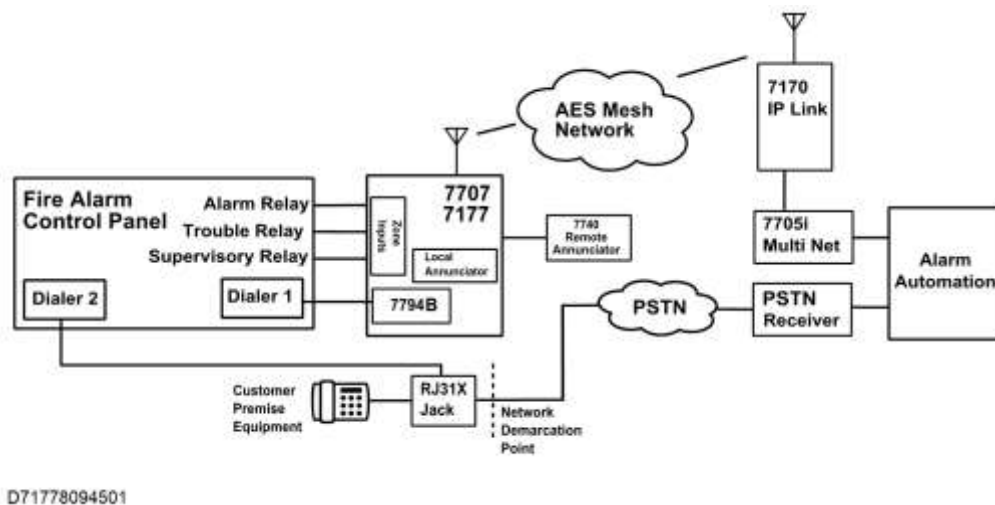 7170
IP Link
AES Mesh
Network
Fire Alarm
Control Panel
Alarm Relay
Trouble Relay
Supervisory Relay
Dialer 2
Dialer 1
7707
7177
Zone
Inputs
Local
Annunciator
7794B
7740
Remote
Annunciator
7705i
Multi Net
Alarm
Automation
PSTN
PSTN
Receiver
Customer
Premise
Equipment
RJ31X
Jack
Network
Demarcation
Point
D71778094501